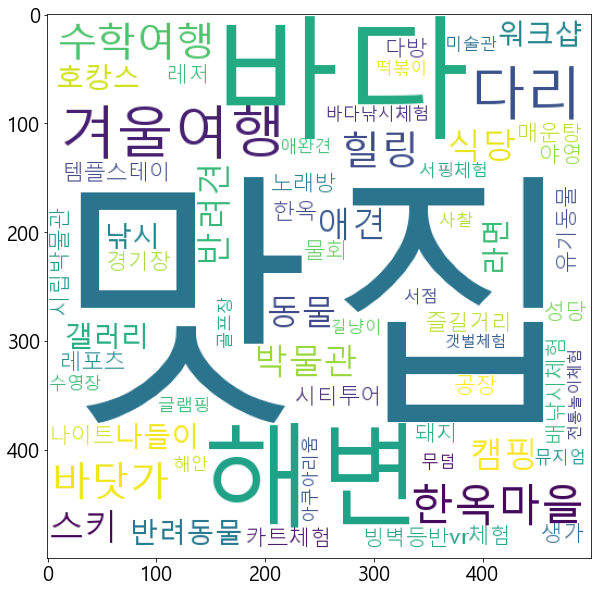 0
수학여행
바다
다방
미술관
워크샵
호캉스
레저
떡볶이
다리
100
겨울여행
바다낚시체험
애완견
힐링
식당
매운탕
야영
템플스테이
반려견
노래방
서핑체험
맛집
한옥
애견
사찰
라면
유기동물
200
시립박물관
낚시
경기장
물회
서점
성당
300
갤러리
골프장
동물
길냥이
즐길거리
갯벌체험
레포츠
박물관
배낚시체험
전통놀이체험
수영장
글램핑
시티투어
공장
400
나이트
나들이
해변
돼지
캠핑
뮤지엄
바닷가
해안
아쿠아리움
무덤
한옥마을
스키
반려동물
카트체험
빙벽등반
vr체험
생가
0
100
200
300
400